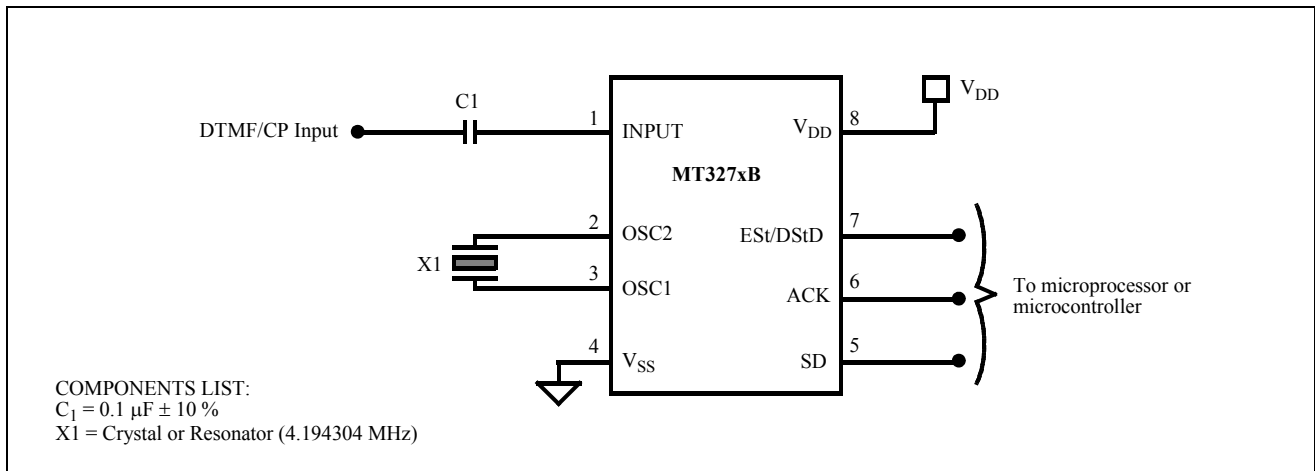 C1
DTMF/CP Input
1
INPUT
V_DD
8
V_DD
MT327xB
2
OSC2
ESt/DStD
7
X1
3
OSC1
ACK
6
To microprocessor or
microcontroller
4
V_SS
SD
5
COMPONENTS LIST:
C_1 = 0.1 μF ± 10 %
X1 = Crystal or Resonator (4.194304 MHz)